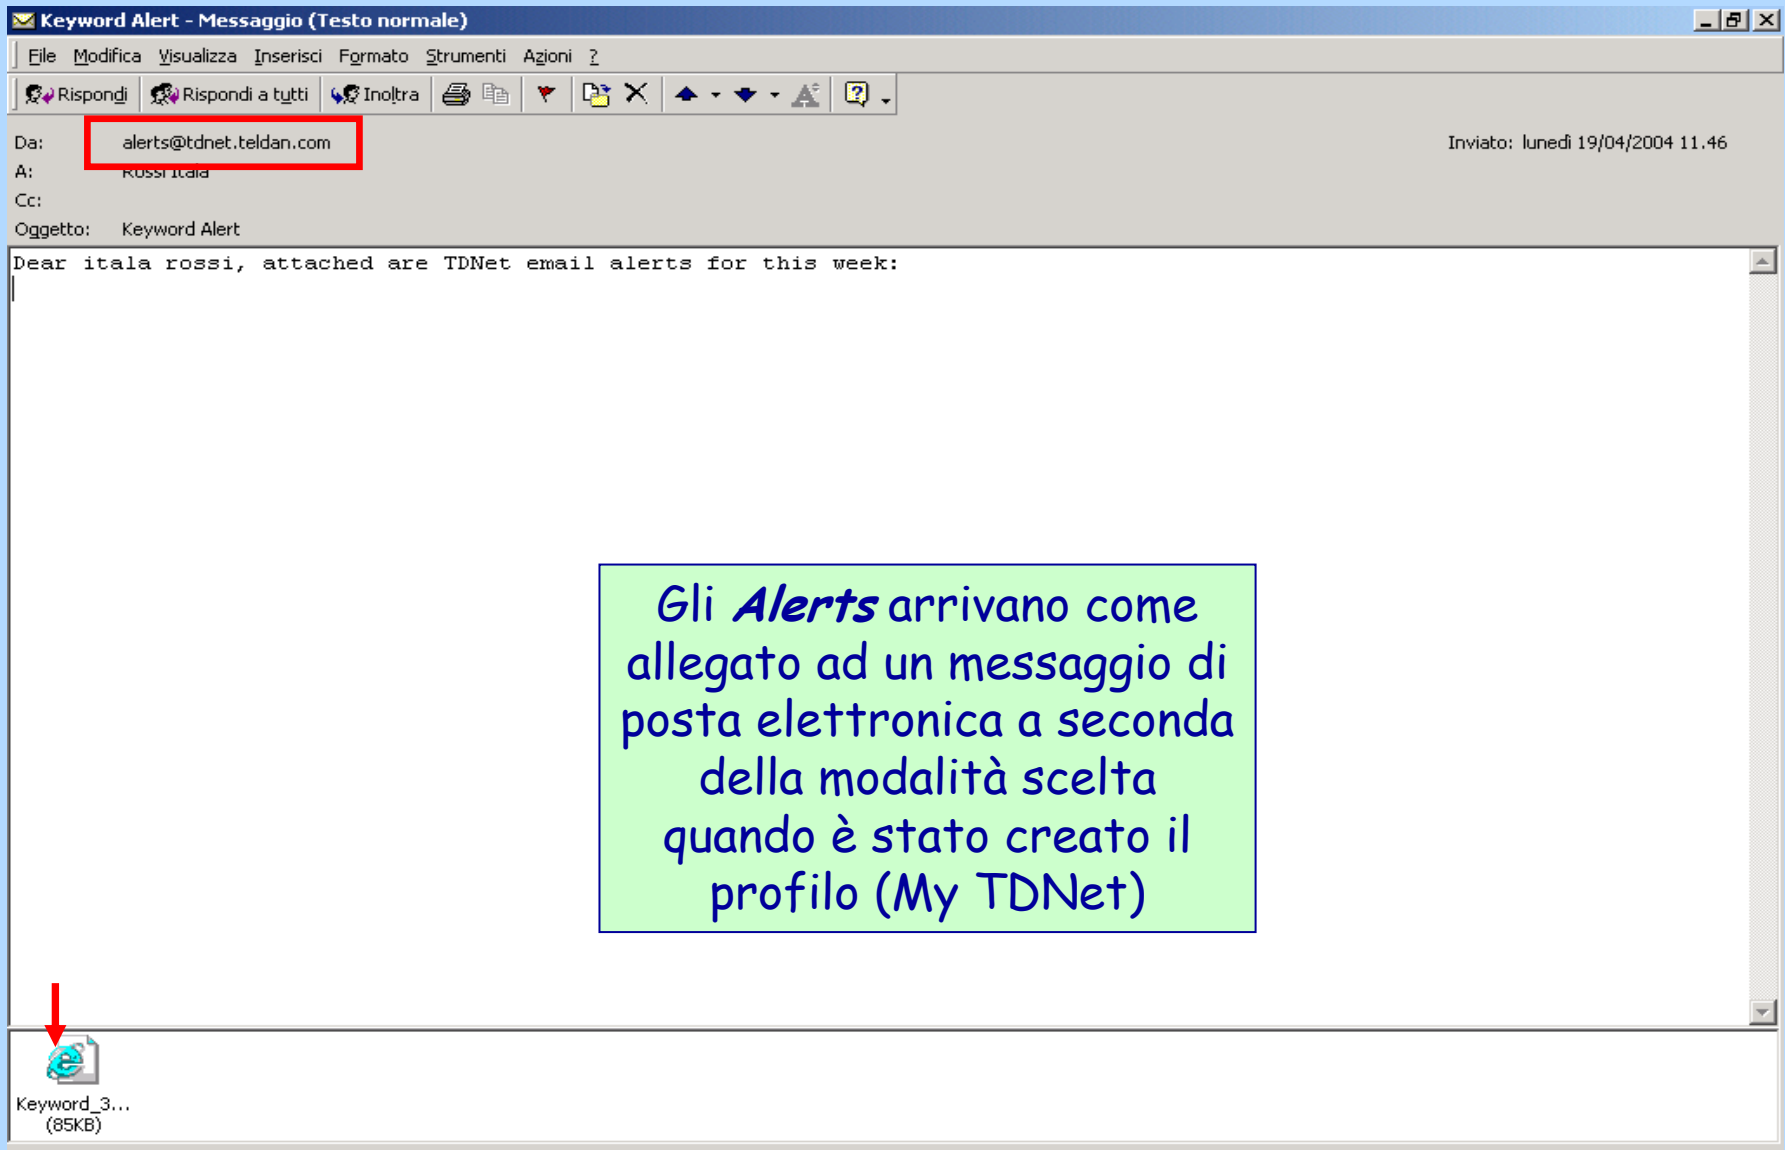 Keyword Alert - Messaggio (Testo normale)
File Modifica Visualizza Inserisci Formato Strumenti Azioni ?
Rispondi Rispondi a tutti Inoltra
Da: alerts@tdnet.teldan.com Inviato: lunedì 19/04/2004 11.46
A: Rossi Itala
Cc:
Oggetto: Keyword Alert
Dear itala rossi, attached are TDNet email alerts for this week:
Gli Alerts arrivano come
allegato ad un messaggio di
posta elettronica a seconda
della modalità scelta
quando è stato creato il
profilo (My TDNet)
Keyword_3...
(85KB)